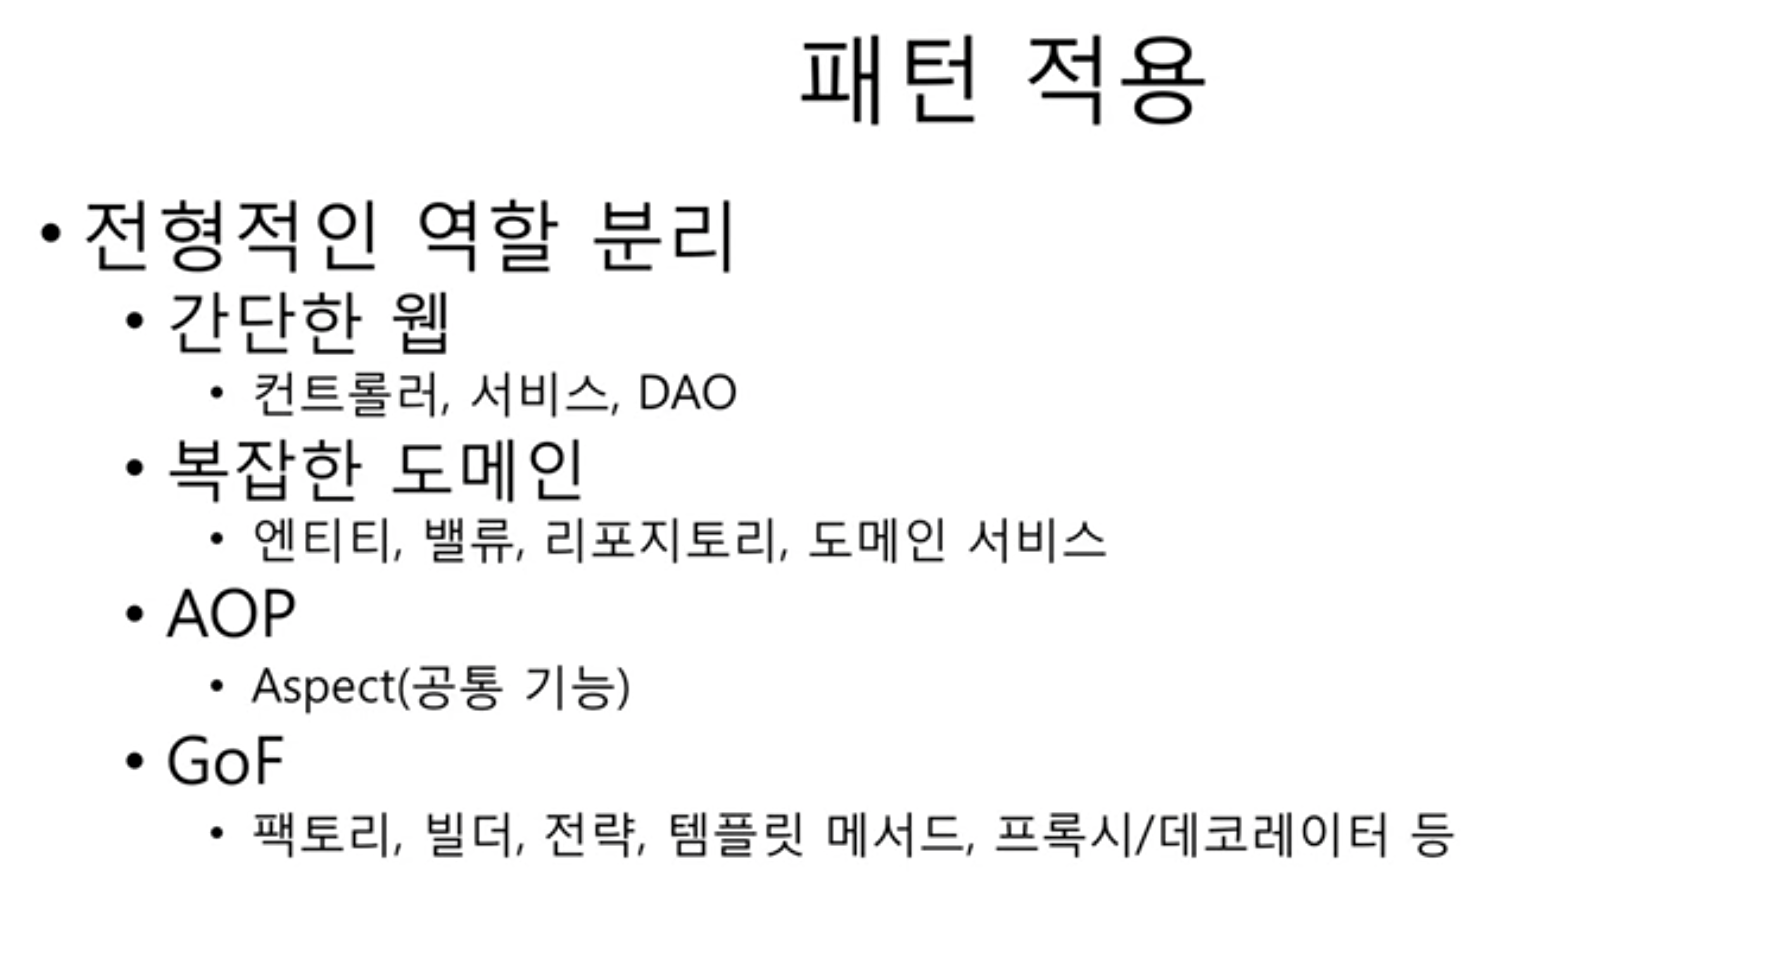 패턴 적용
• 전형적인 역할 분리
• 간단한 웹
• 컨트롤러, 서비스, DAO
• 복잡한 도메인
• 엔티티, 밸류, 리포지토리, 도메인 서비스
• AOP
• Aspect(공통 기능)
• GoF
• 팩토리, 빌더, 전략, 템플릿 메서드, 프록시/데코레이터 등